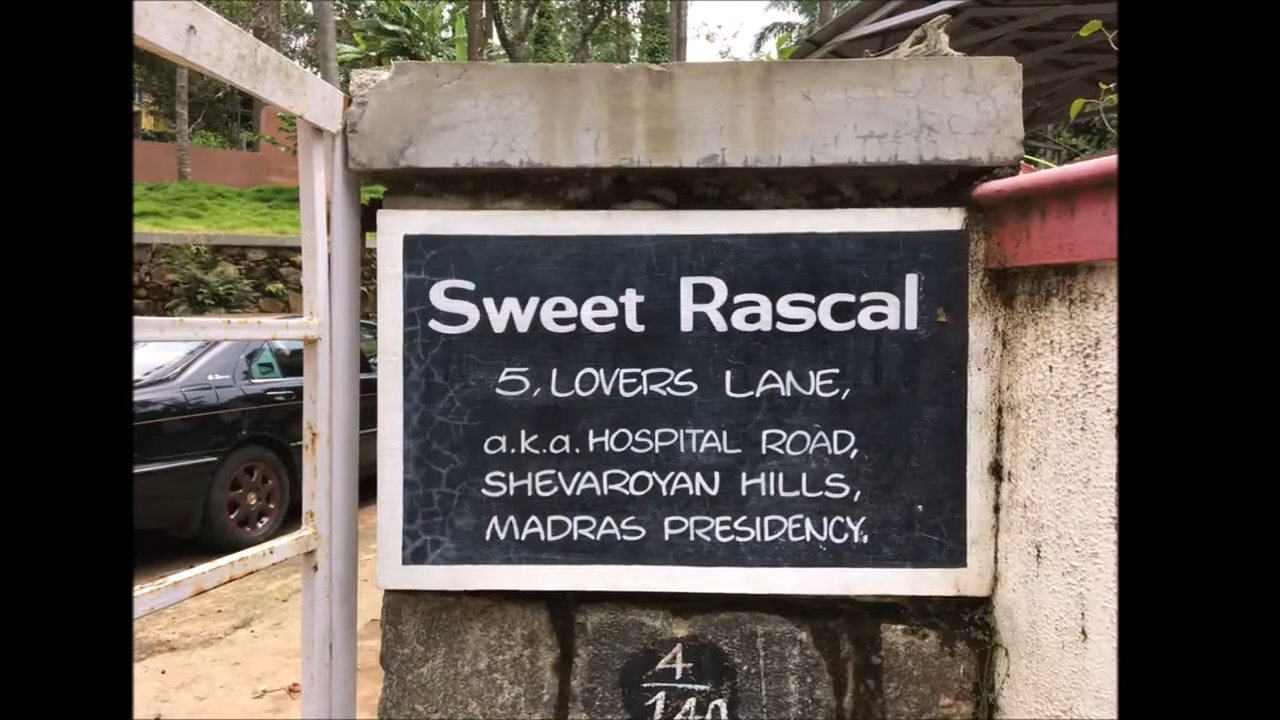 Sweet Rascal
5, LOVERS LANE,
a.k.a. HOSPITAL ROAD,
SHEVAROYAN HILLS,
MADRAS PRESIDENCY.
4